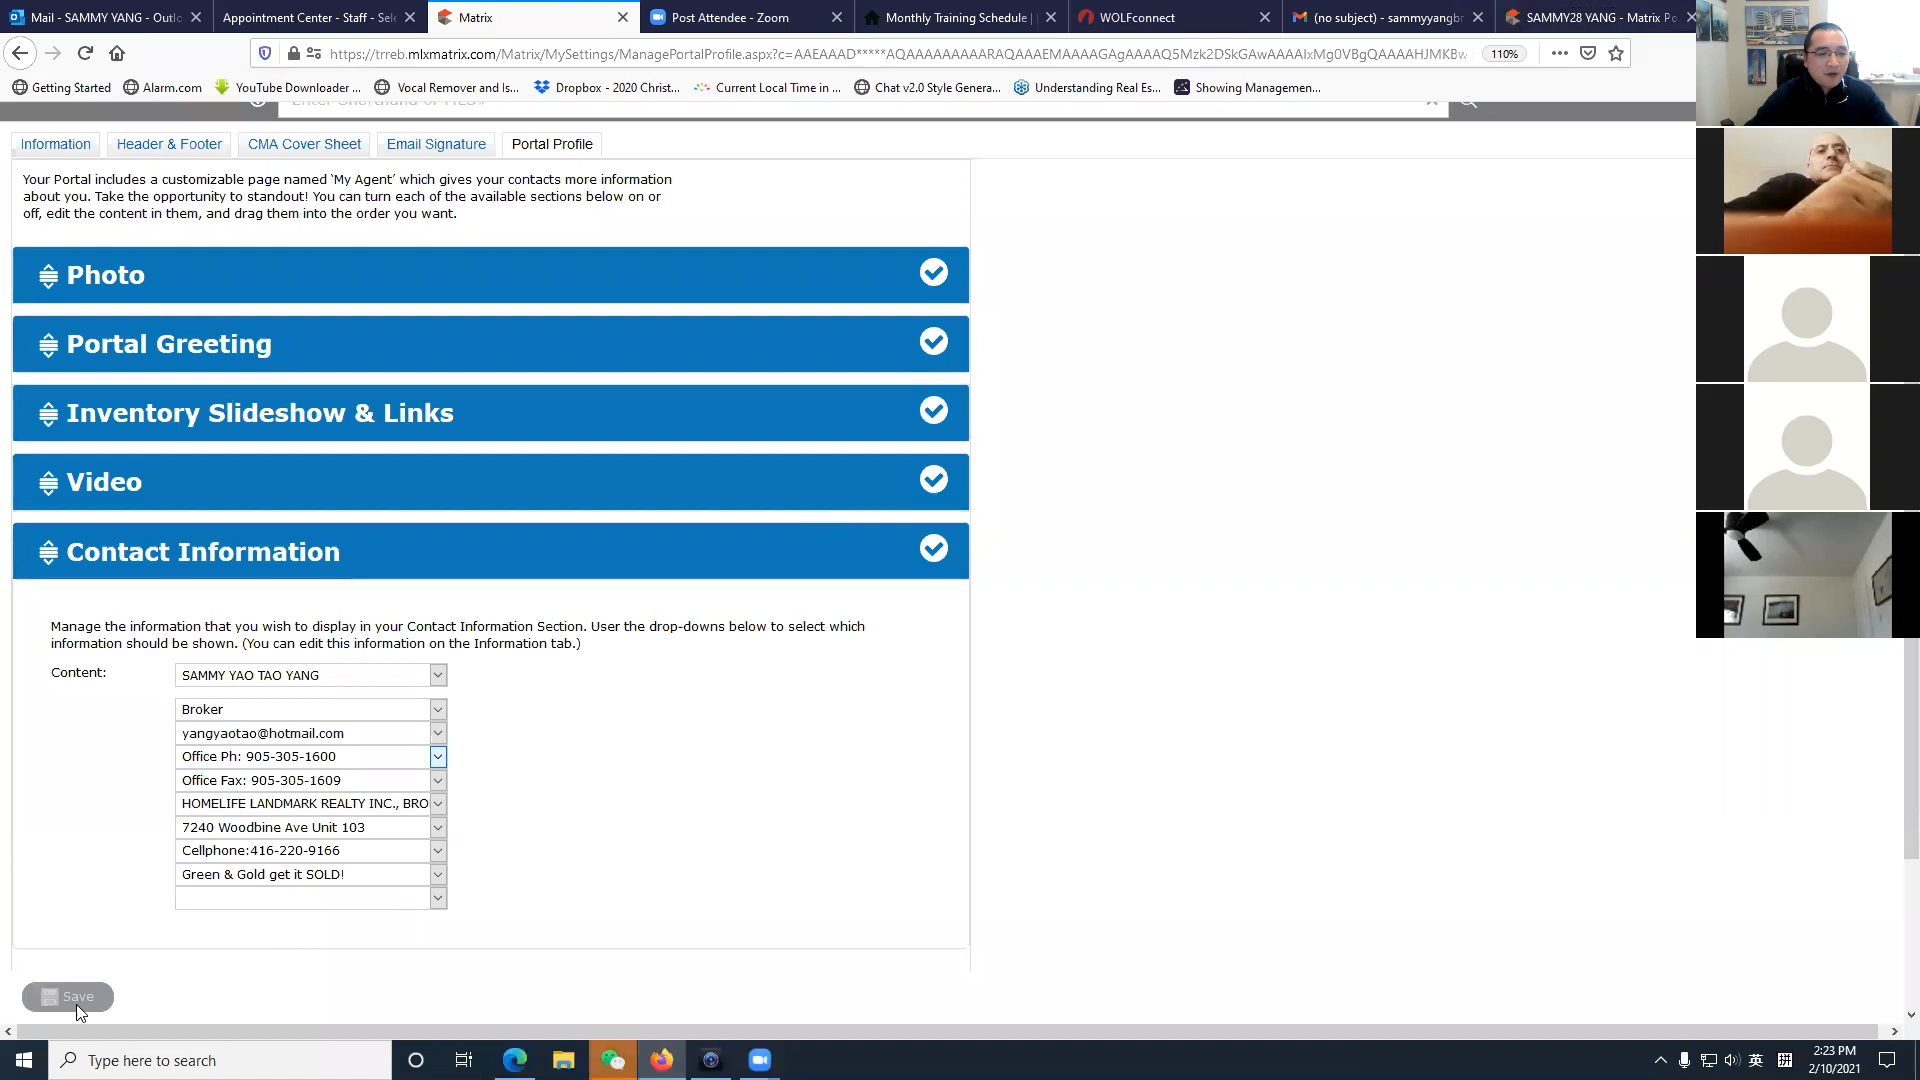 Mail - SAMMY YANG - Outlo
Appointment Center - Staff - Sele
Matrix
Post Attendee - Zoom
Monthly Training Schedule |
WOLFconnect
(no subject) - sammyyangbr
SAMMY28 YANG - Matrix Po
110%
Getting Started
Alarm.com
YouTube Downloader ...
Vocal Remover and Is...
Dropbox - 2020 Christ...
Current Local Time in ...
Chat v2.0 Style Genera...
Understanding Real Es...
Showing Managemen...
Information
Header & Footer
CMA Cover Sheet
Email Signature
Portal Profile
Your Portal includes a customizable page named 'My Agent' which gives your contacts more information
about you. Take the opportunity to standout! You can turn each of the available sections below on or
off, edit the content in them, and drag them into the order you want.
Photo
Portal Greeting
Inventory Slideshow & Links
Video
Contact Information
Manage the information that you wish to display in your Contact Information Section. User the drop-downs below to select which
information should be shown. (You can edit this information on the Information tab.)
Content:
SAMMY YAO TAO YANG
Broker
yangyaotao@hotmail.com
Office Ph: 905-305-1600
Office Fax: 905-305-1609
HOMELIFE LANDMARK REALTY INC., BRO
7240 Woodbine Ave Unit 103
Cellphone:416-220-9166
Green & Gold get it SOLD!
Save
Type here to search
英
拼
2:23 PM
2/10/2021